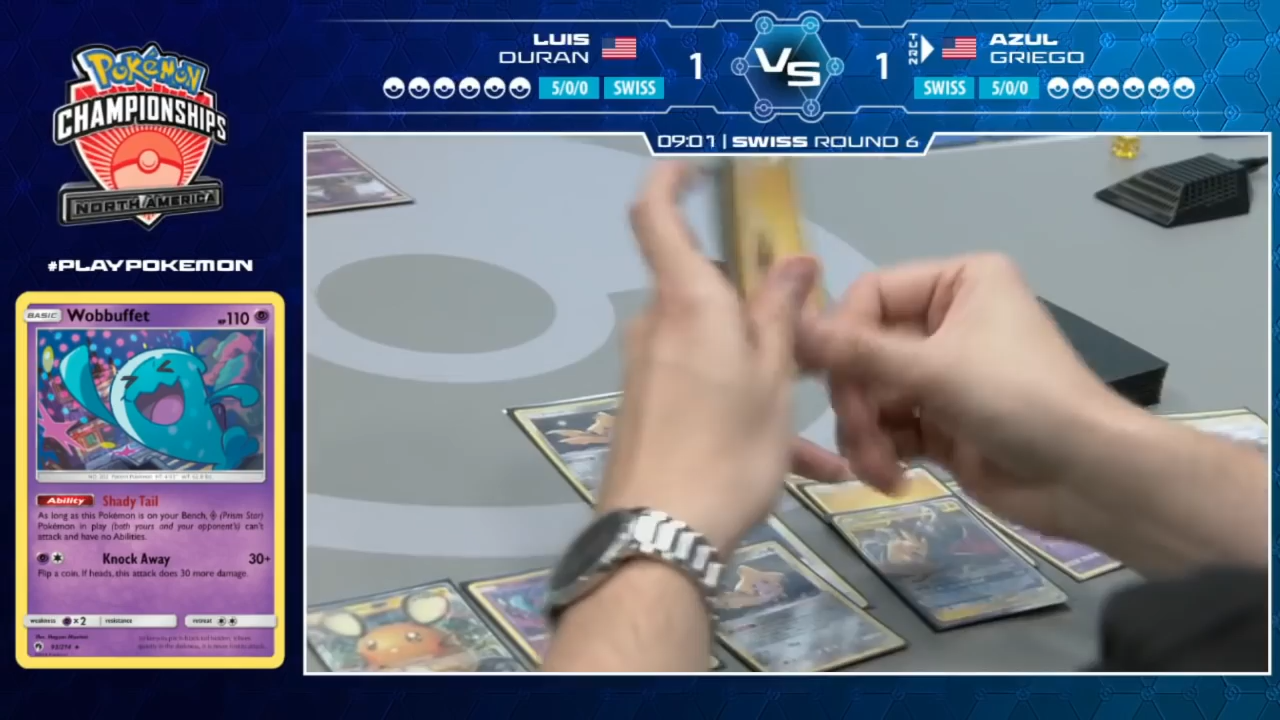 Pokémon
CHAMPIONSHIPS
NORTH AMERICA
#PLAYPOKEMON
LUIS
DURAN
1
VS
1
TURN
AZUL
GRIEGO
5/0/0
SWISS
SWISS
5/0/0
09:01 | SWISS ROUND 6
BASIC
Wobbuffet
HP110
Ability
Shady Tail
As long as this Pokémon is on your Bench, (Prism Star)
Pokémon in play (both yours and your opponent's) can't
attack and have no Abilities.
Knock Away
30+
Flip a coin. If heads, this attack does 30 more damage.
weakness
×2
resistance
retreat